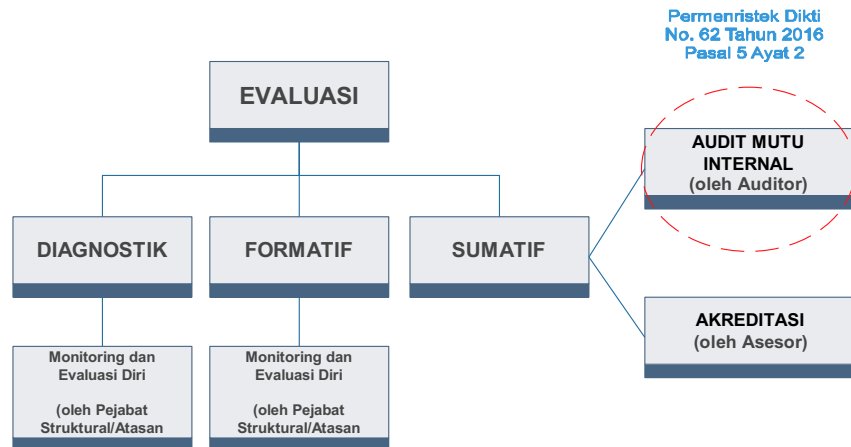 Permenristek Dikti
No. 62 Tahun 2016
Pasal 5 Ayat 2
EVALUASI
AUDIT MUTU
INTERNAL
(oleh Auditor)
DIAGNOSTIK
FORMATIF
SUMATIF
AKREDITASI
(oleh Asesor)
Monitoring dan
Evaluasi Diri
(oleh Pejabat
Struktural/Atasan
Monitoring dan
Evaluasi Diri
(oleh Pejabat
Struktural/Atasan